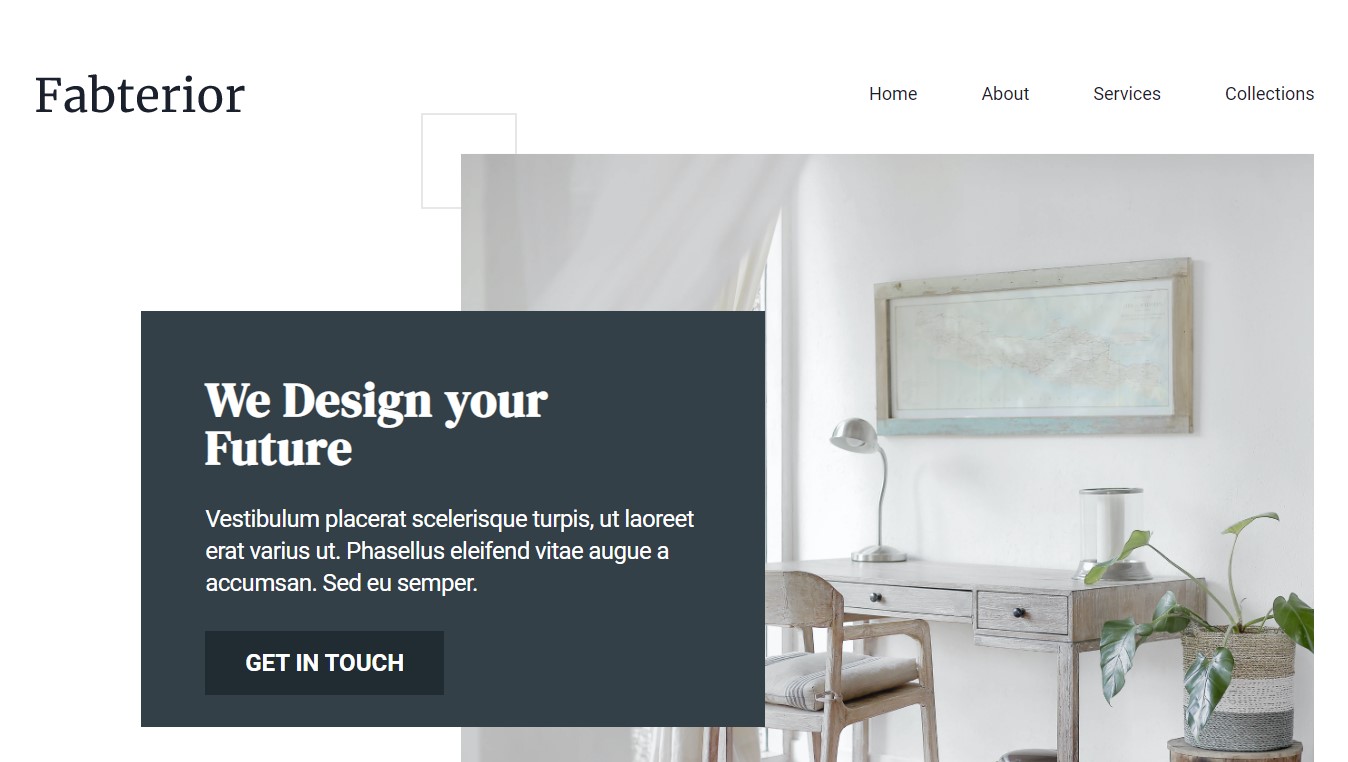 Fabterior
Home About Services Collections
We Design your
Future
Vestibulum placerat scelerisque turpis, ut laoreet
erat varius ut. Phasellus eleifend vitae augue a
accumsan. Sed eu semper.
GET IN TOUCH